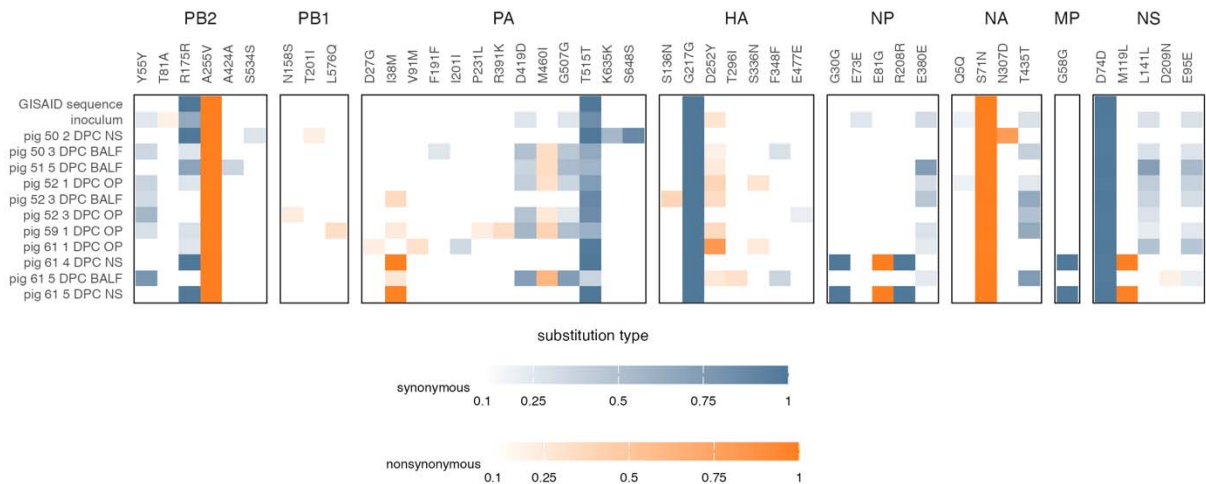 PB2 PB1 PA HA NP NA MP NS
Y55Y T81A R175R A255V A424A S534S N158S T201I L576Q D27G I38M V91M F191F I201I P231L R391K D419D M460I G507G T515T K635K S648S S136N G217G D252Y T296I S336N F348F E477E G30G E73E E81G R208R E380E Q5Q S71N N307D T435T G58G D74D M119L L141L D209N E95E
GISAID sequence
inoculum
pig 50 2 DPC NS
pig 50 3 DPC BALF
pig 51 5 DPC BALF
pig 52 1 DPC OP
pig 52 3 DPC BALF
pig 52 3 DPC OP
pig 59 1 DPC OP
pig 61 1 DPC OP
pig 61 4 DPC NS
pig 61 5 DPC BALF
pig 61 5 DPC NS
substitution type
synonymous
0.1 0.25 0.5 0.75 1
nonsynonymous
0.1 0.25 0.5 0.75 1